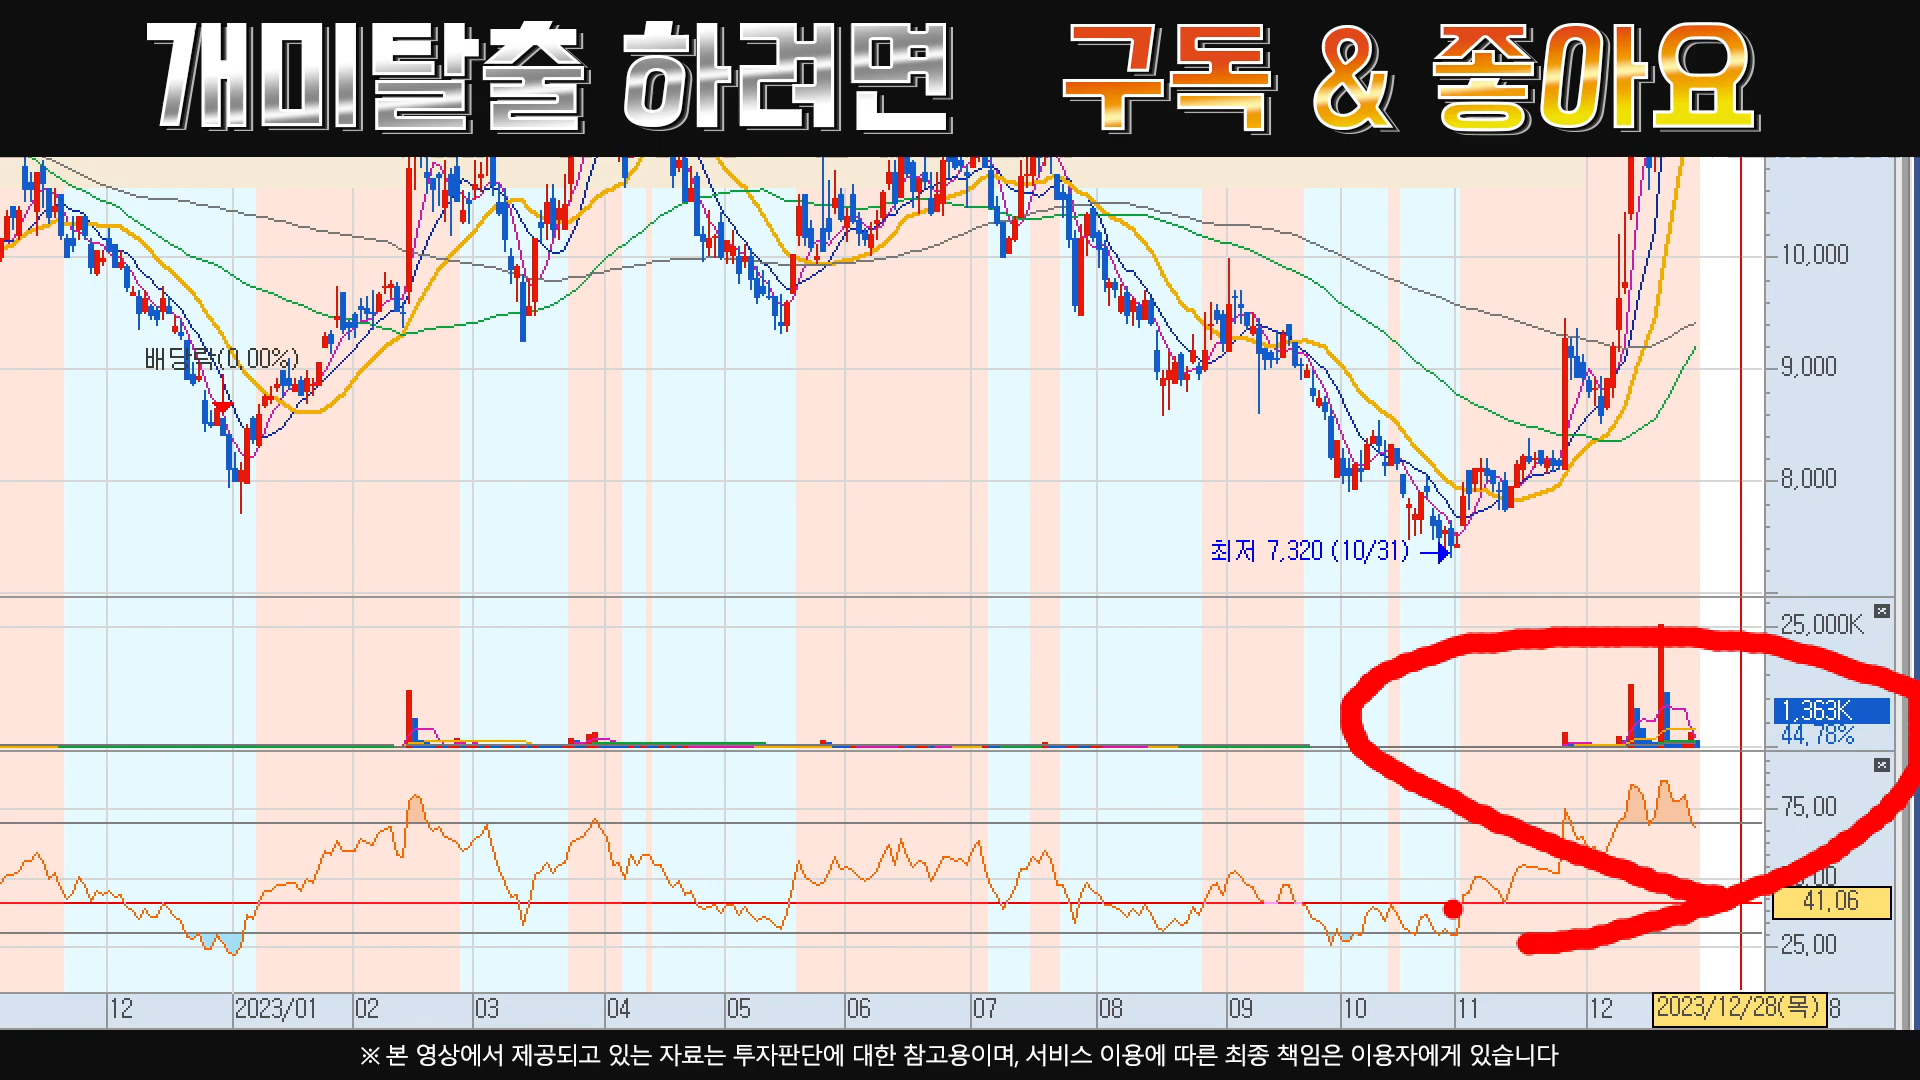 개미탈출 하려면 구독 & 좋아요
10,000
배당락(0.00%)
9,000
8,000
최저 7,320 (10/31)
25,000K
1,363K
44.78%
75.00
41.06
25.00
12 2023/01 02 03 04 05 06 07 08 09 10 11 12 2023/12/28(목) 8
※ 본 영상에서 제공되고 있는 자료는 투자판단에 대한 참고용이며, 서비스 이용에 따른 최종 책임은 이용자에게 있습니다